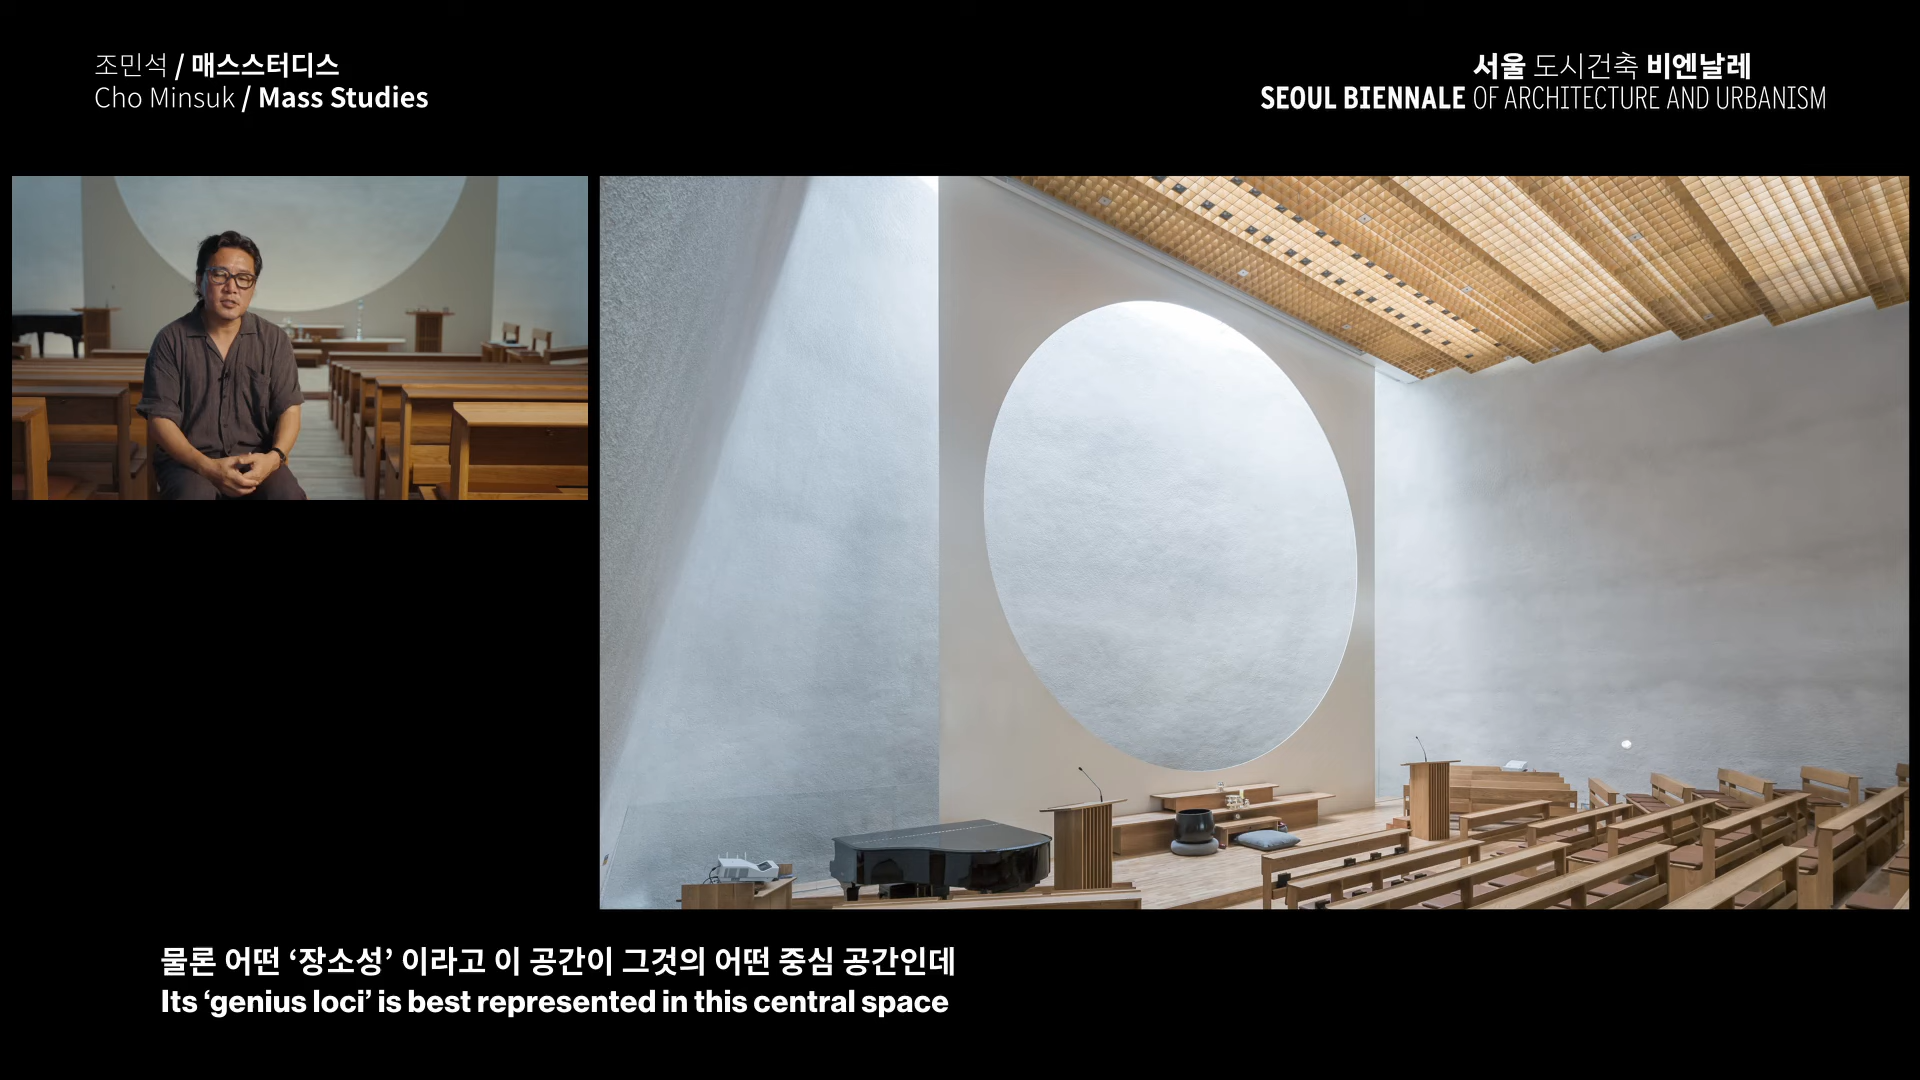 조민석 / 매스스터디스
Cho Minsuk / Mass Studies
서울 도시건축 비엔날레
SEOUL BIENNALE OF ARCHITECTURE AND URBANISM
물론 어떤 ‘장소성’ 이라고 이 공간이 그것의 어떤 중심 공간인데
Its ‘genius loci’ is best represented in this central space